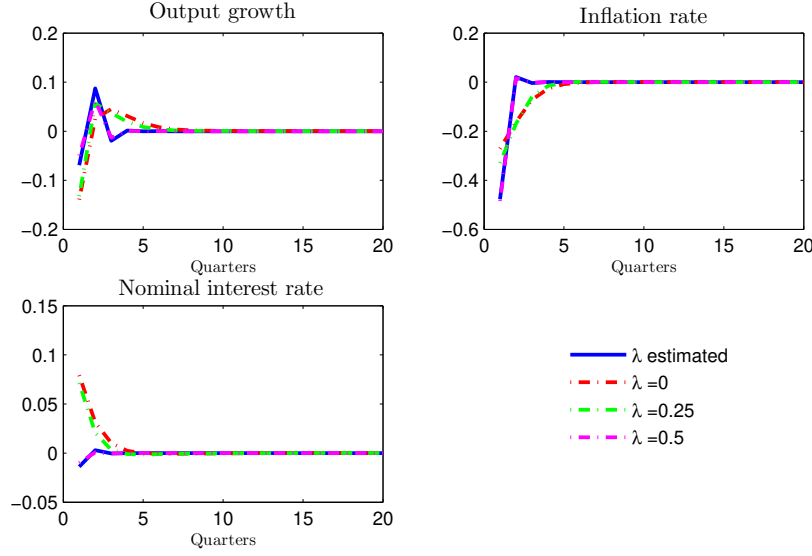 Output growth
0.2
0.1
0
−0.1
−0.2
0 5 10 15 20
Quarters
Inflation rate
0.2
0
−0.2
−0.4
−0.6
0 5 10 15 20
Quarters
Nominal interest rate
0.15
0.1
0.05
0
−0.05
0 5 10 15 20
Quarters
λ estimated
λ =0
λ =0.25
λ =0.5